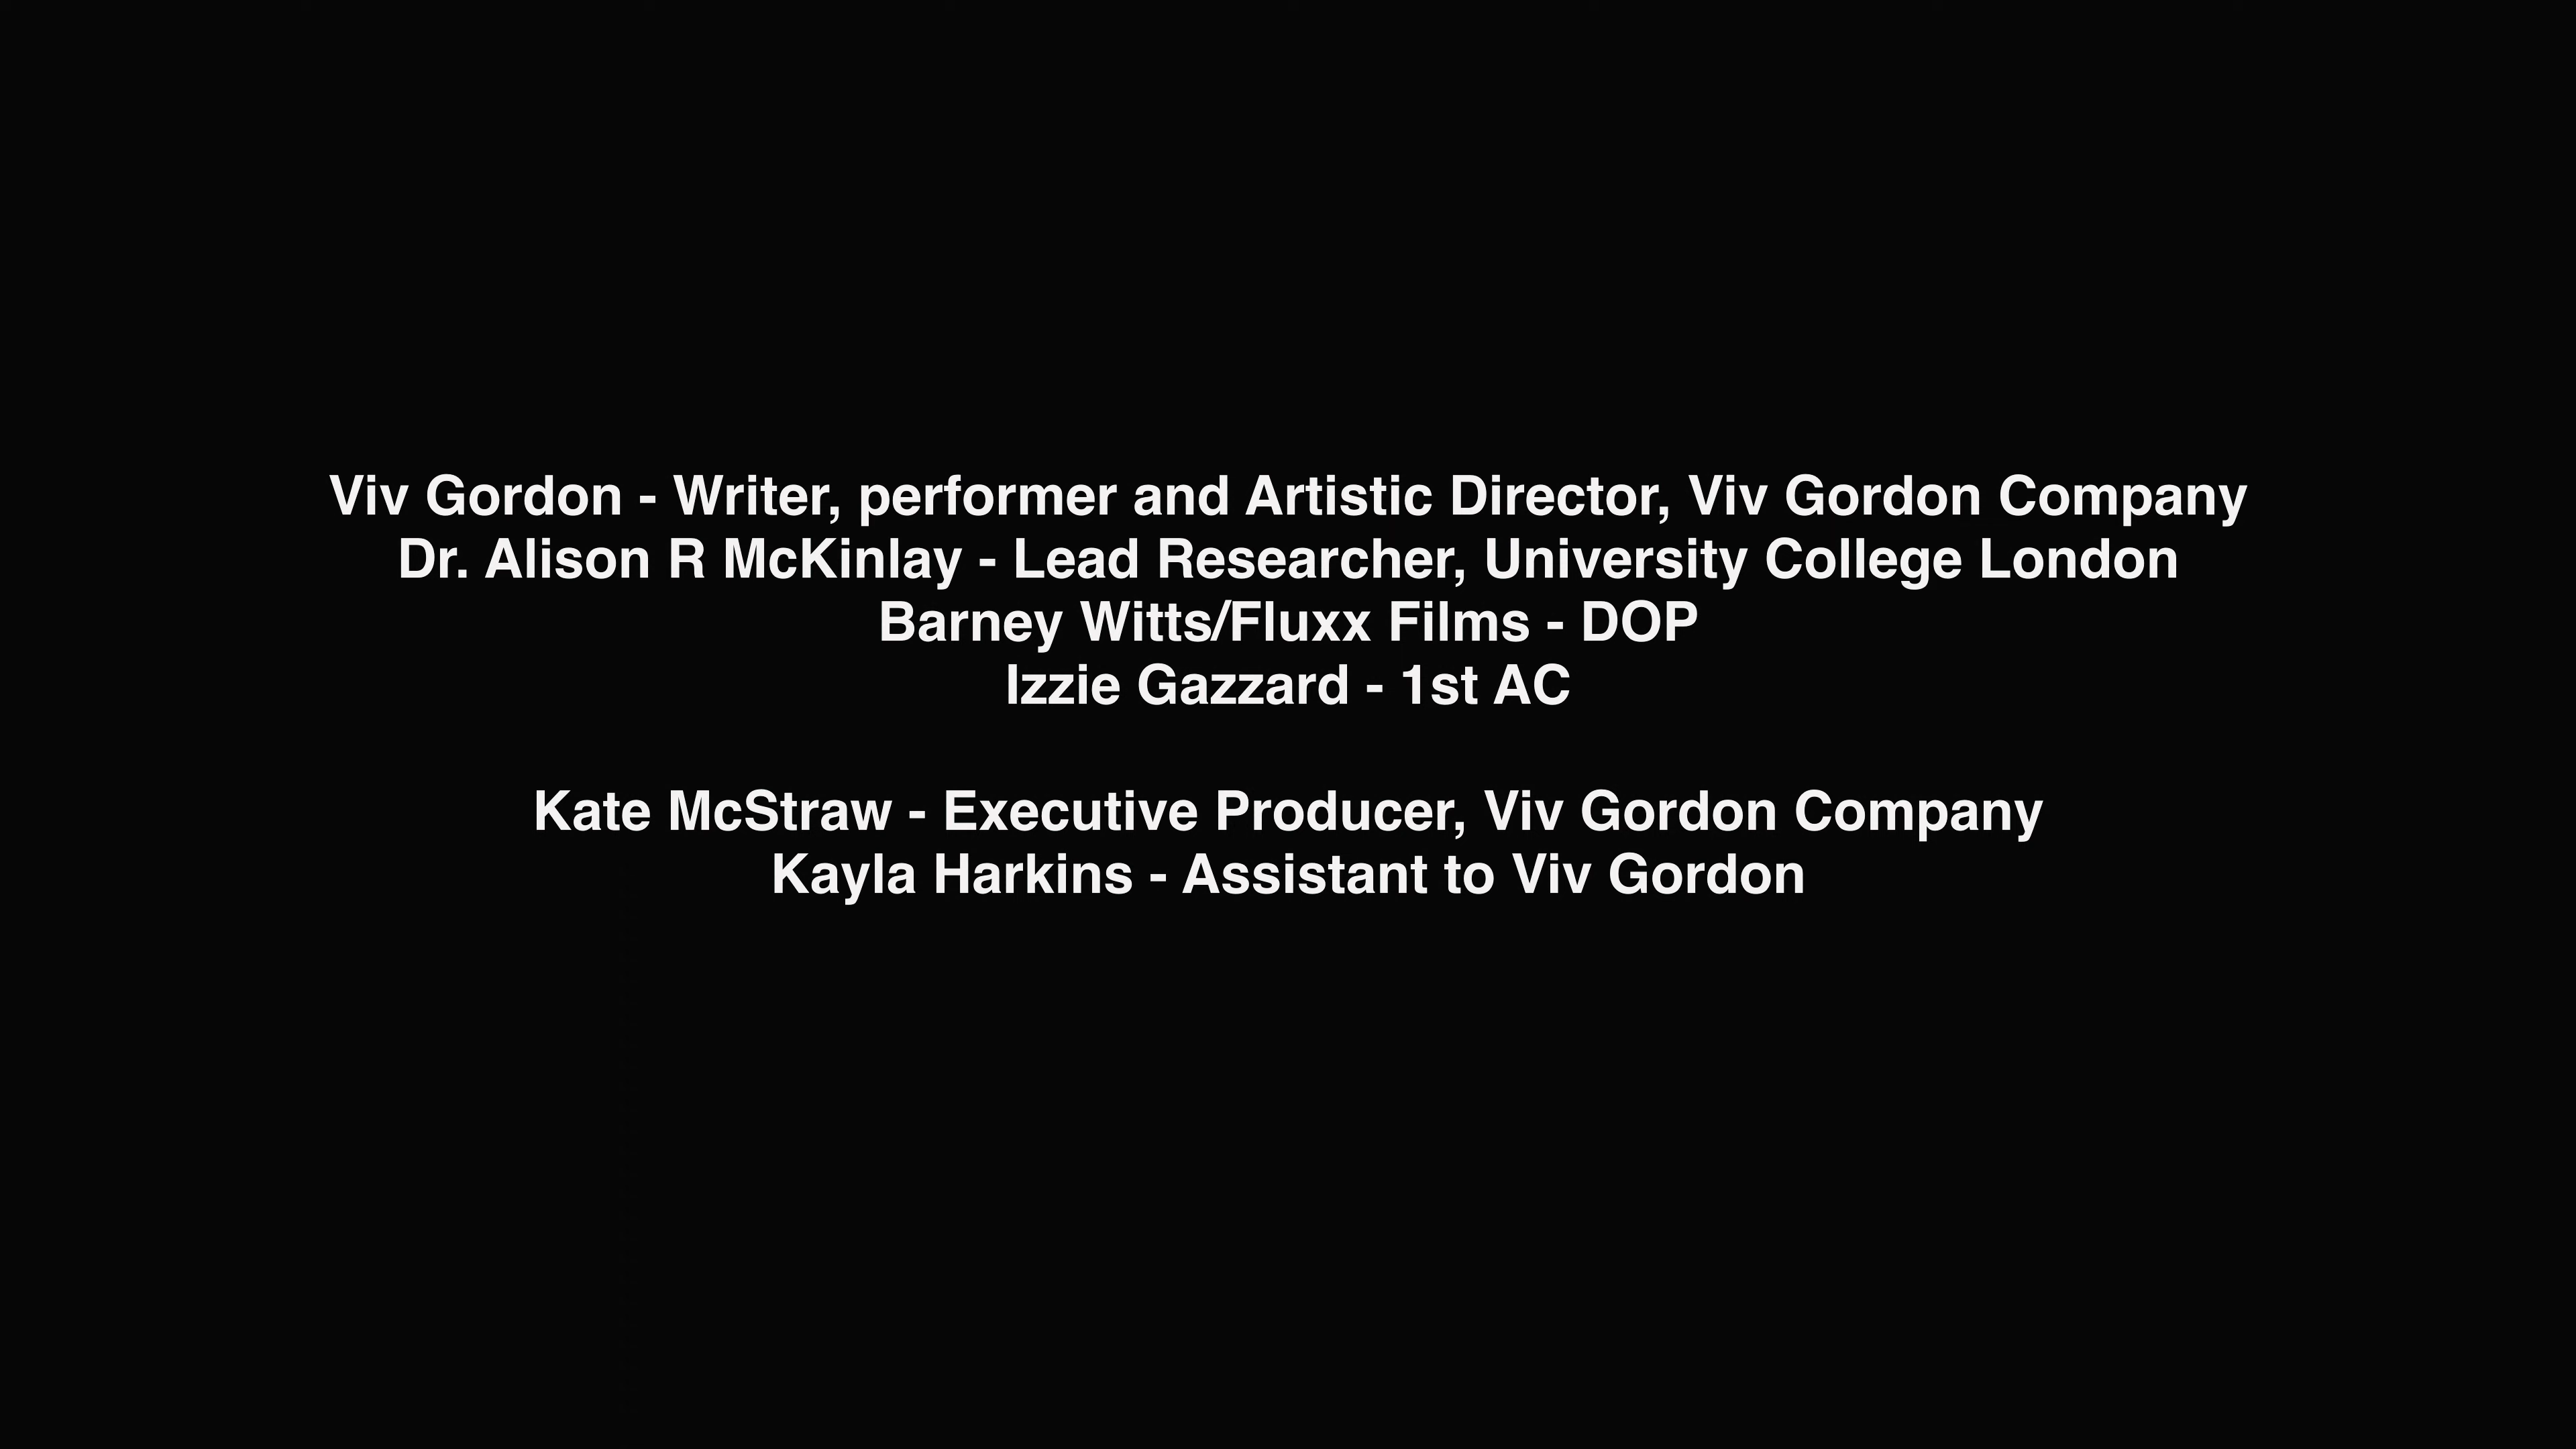 Viv Gordon - Writer, performer and Artistic Director, Viv Gordon Company
Dr. Alison R McKinlay - Lead Researcher, University College London
Barney Witts/Fluxx Films - DOP
Izzie Gazzard - 1st AC
Kate McStraw - Executive Producer, Viv Gordon Company
Kayla Harkins - Assistant to Viv Gordon